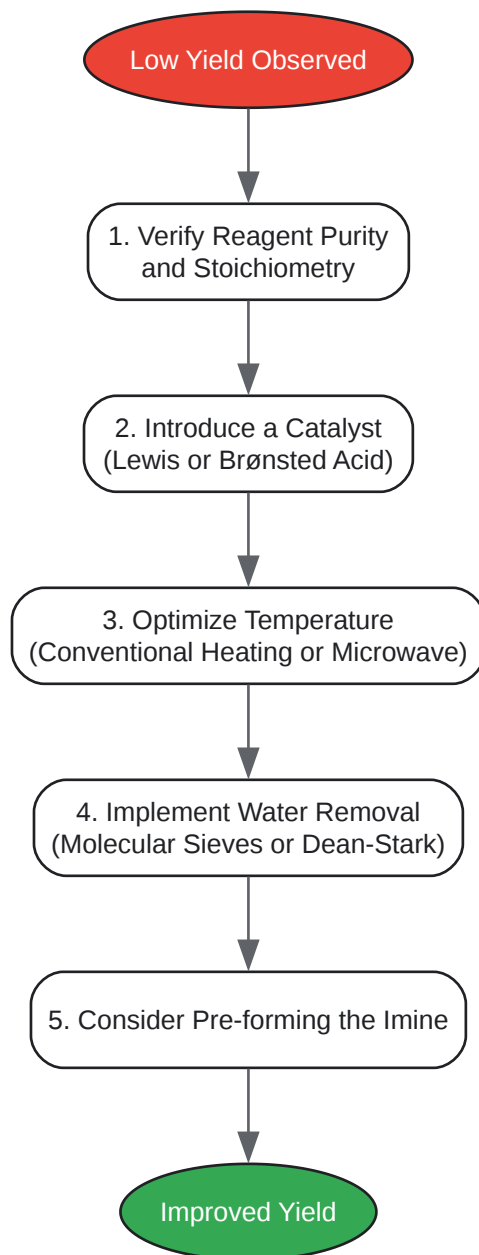 Low Yield Observed
1. Verify Reagent Purity
and Stoichiometry
2. Introduce a Catalyst
(Lewis or Brønsted Acid)
3. Optimize Temperature
(Conventional Heating or Microwave)
4. Implement Water Removal
(Molecular Sieves or Dean-Stark)
5. Consider Pre-forming the Imine
Improved Yield